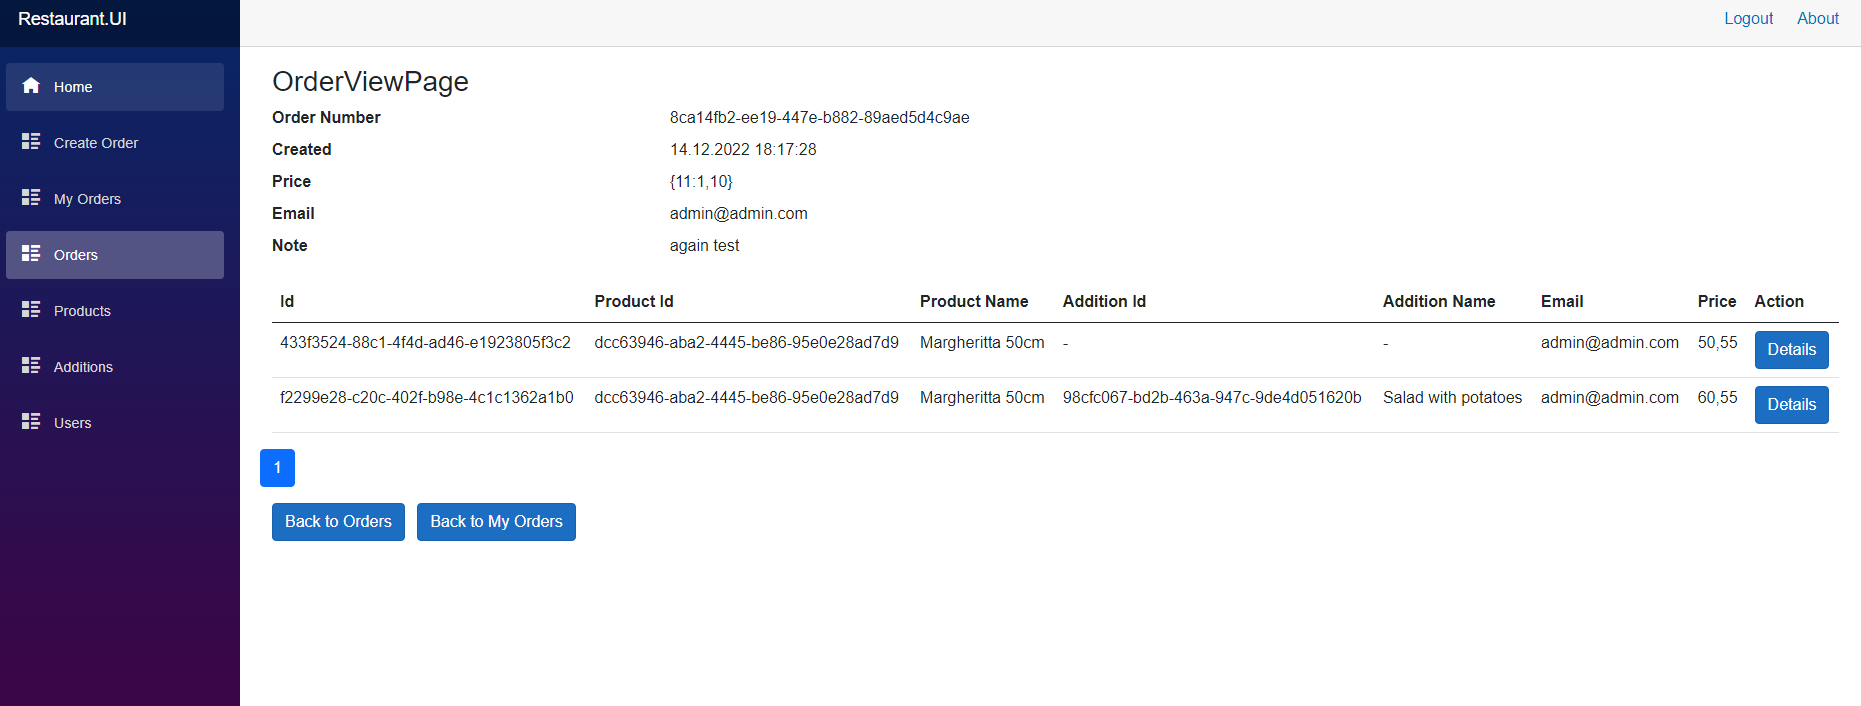 Restaurant.UI
Logout About
Home
Create Order
My Orders
Orders
Products
Additions
Users
OrderViewPage
Order Number 8ca14fb2-ee19-447e-b882-89aed5d4c9ae
Created 14.12.2022 18:17:28
Price {11:1,10}
Email admin@admin.com
Note again test
Id Product Id Product Name Addition Id Addition Name Email Price Action
433f3524-88c1-4f4d-ad46-e1923805f3c2 dcc63946-aba2-4445-be86-95e0e28ad7d9 Margheritta 50cm - - admin@admin.com 50,55 Details
f2299e28-c20c-402f-b98e-4c1c1362a1b0 dcc63946-aba2-4445-be86-95e0e28ad7d9 Margheritta 50cm 98cfc067-bd2b-463a-947c-9de4d051620b Salad with potatoes admin@admin.com 60,55 Details
1
Back to Orders Back to My Orders